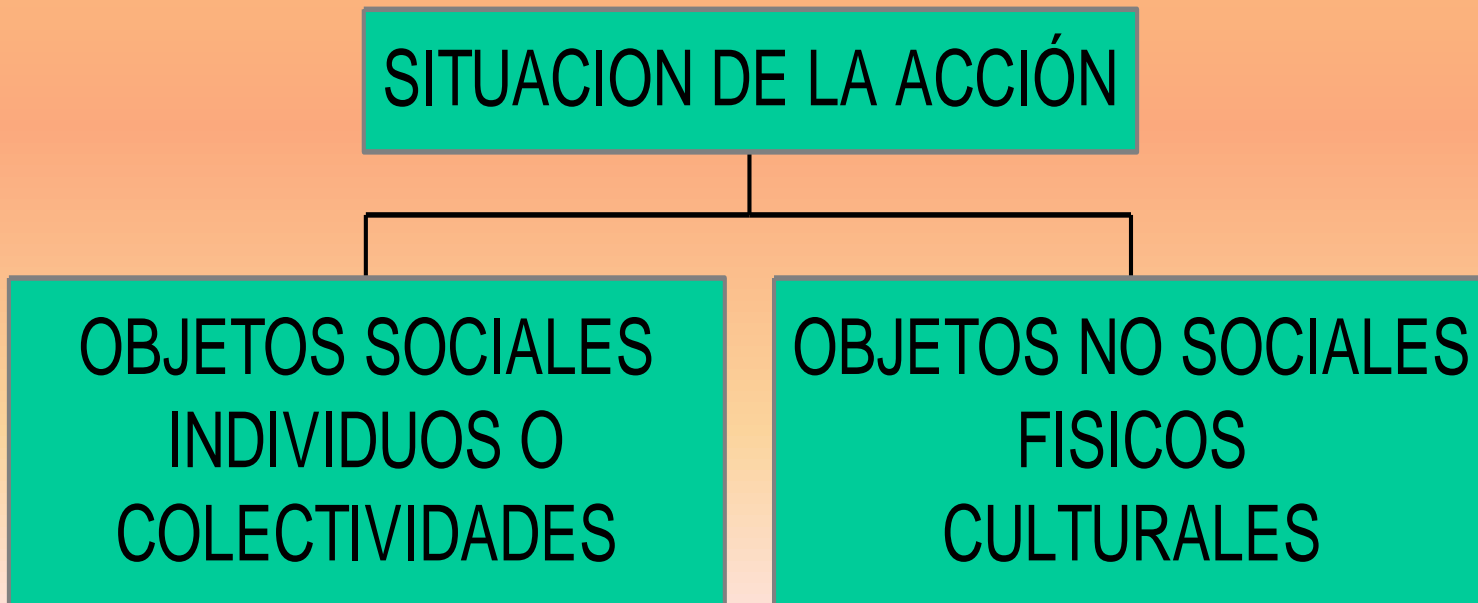 SITUACION DE LA ACCIÓN
OBJETOS SOCIALES
INDIVIDUOS O
COLECTIVIDADES
OBJETOS NO SOCIALES
FISICOS
CULTURALES